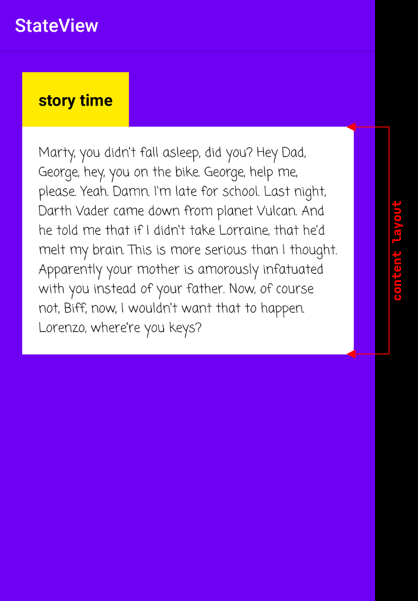 StateView
story time
Marty, you didn't fall asleep, did you? Hey Dad,
George, hey, you on the bike. George, help me,
please. Yeah. Damn. I'm late for school. Last night,
Darth Vader came down from planet Vulcan. And
he told me that if I didn't take Lorraine, that he'd
melt my brain. This is more serious than I thought.
Apparently your mother is amorously infatuated
with you instead of your father. Now, of course
not, Biff, now, I wouldn't want that to happen.
Lorenzo, where're you keys?
content layout